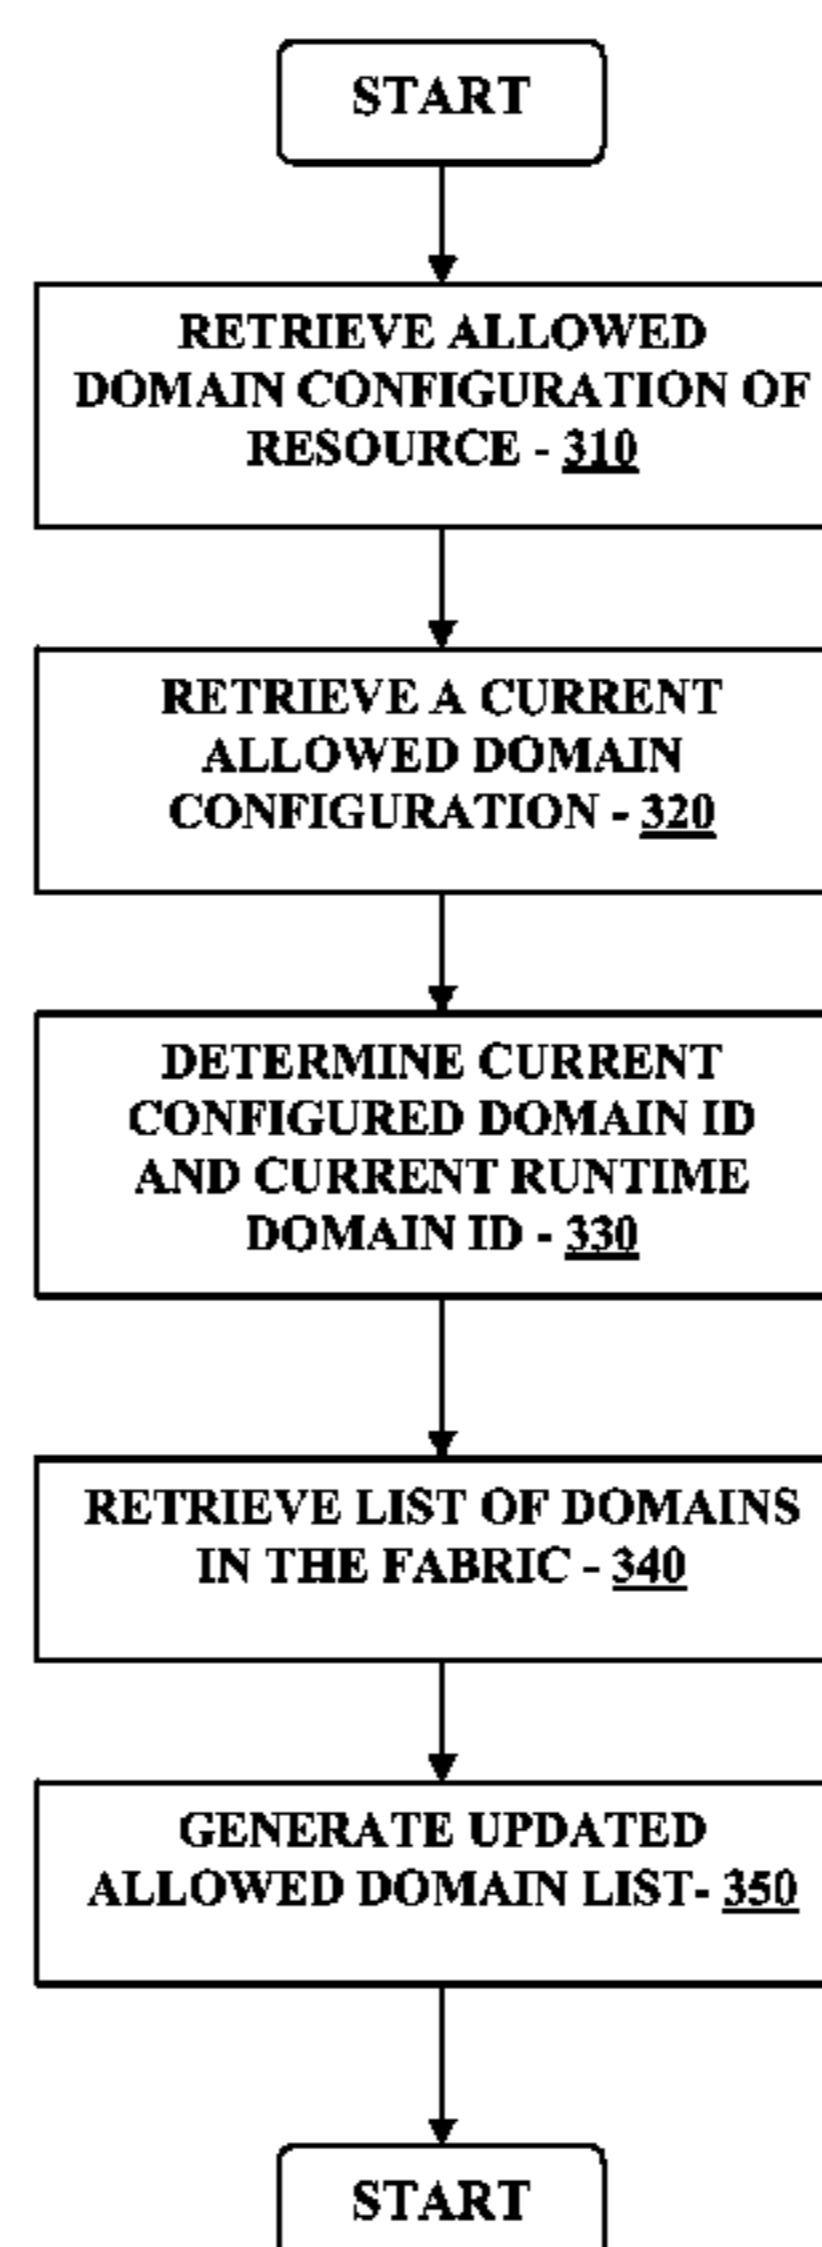 START
RETRIEVE ALLOWED
DOMAIN CONFIGURATION OF
RESOURCE - 310
RETRIEVE A CURRENT
ALLOWED DOMAIN
CONFIGURATION - 320
DETERMINE CURRENT
CONFIGURED DOMAIN ID
AND CURRENT RUNTIME
DOMAIN ID - 330
RETRIEVE LIST OF DOMAINS
IN THE FABRIC - 340
GENERATE UPDATED
ALLOWED DOMAIN LIST- 350
START